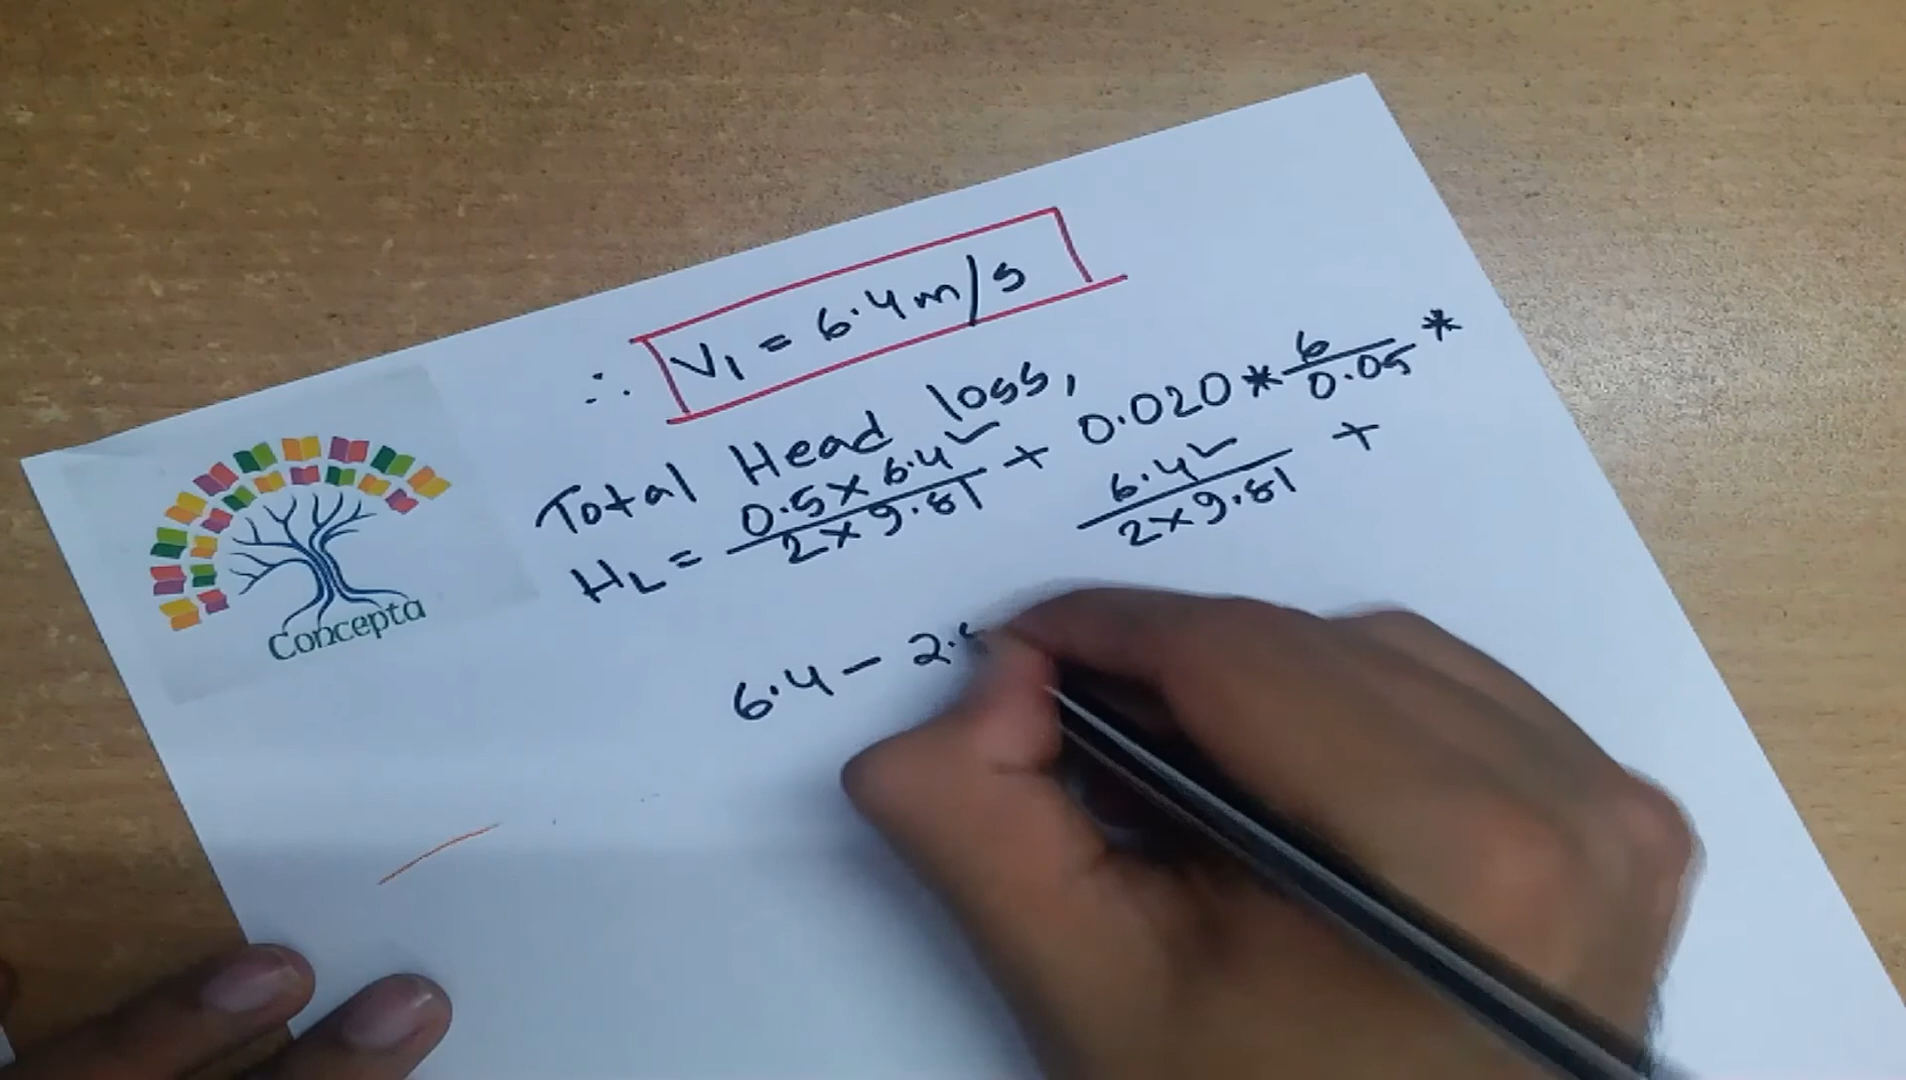 ∴ V1 = 6.4 m/s
Total Head loss,
HL = 0.5 × 6.4² / 2 × 9.81 + 0.020 * 6 / 0.05 *
6.4² / 2 × 9.81 +
6.4 - 2.
Concepta